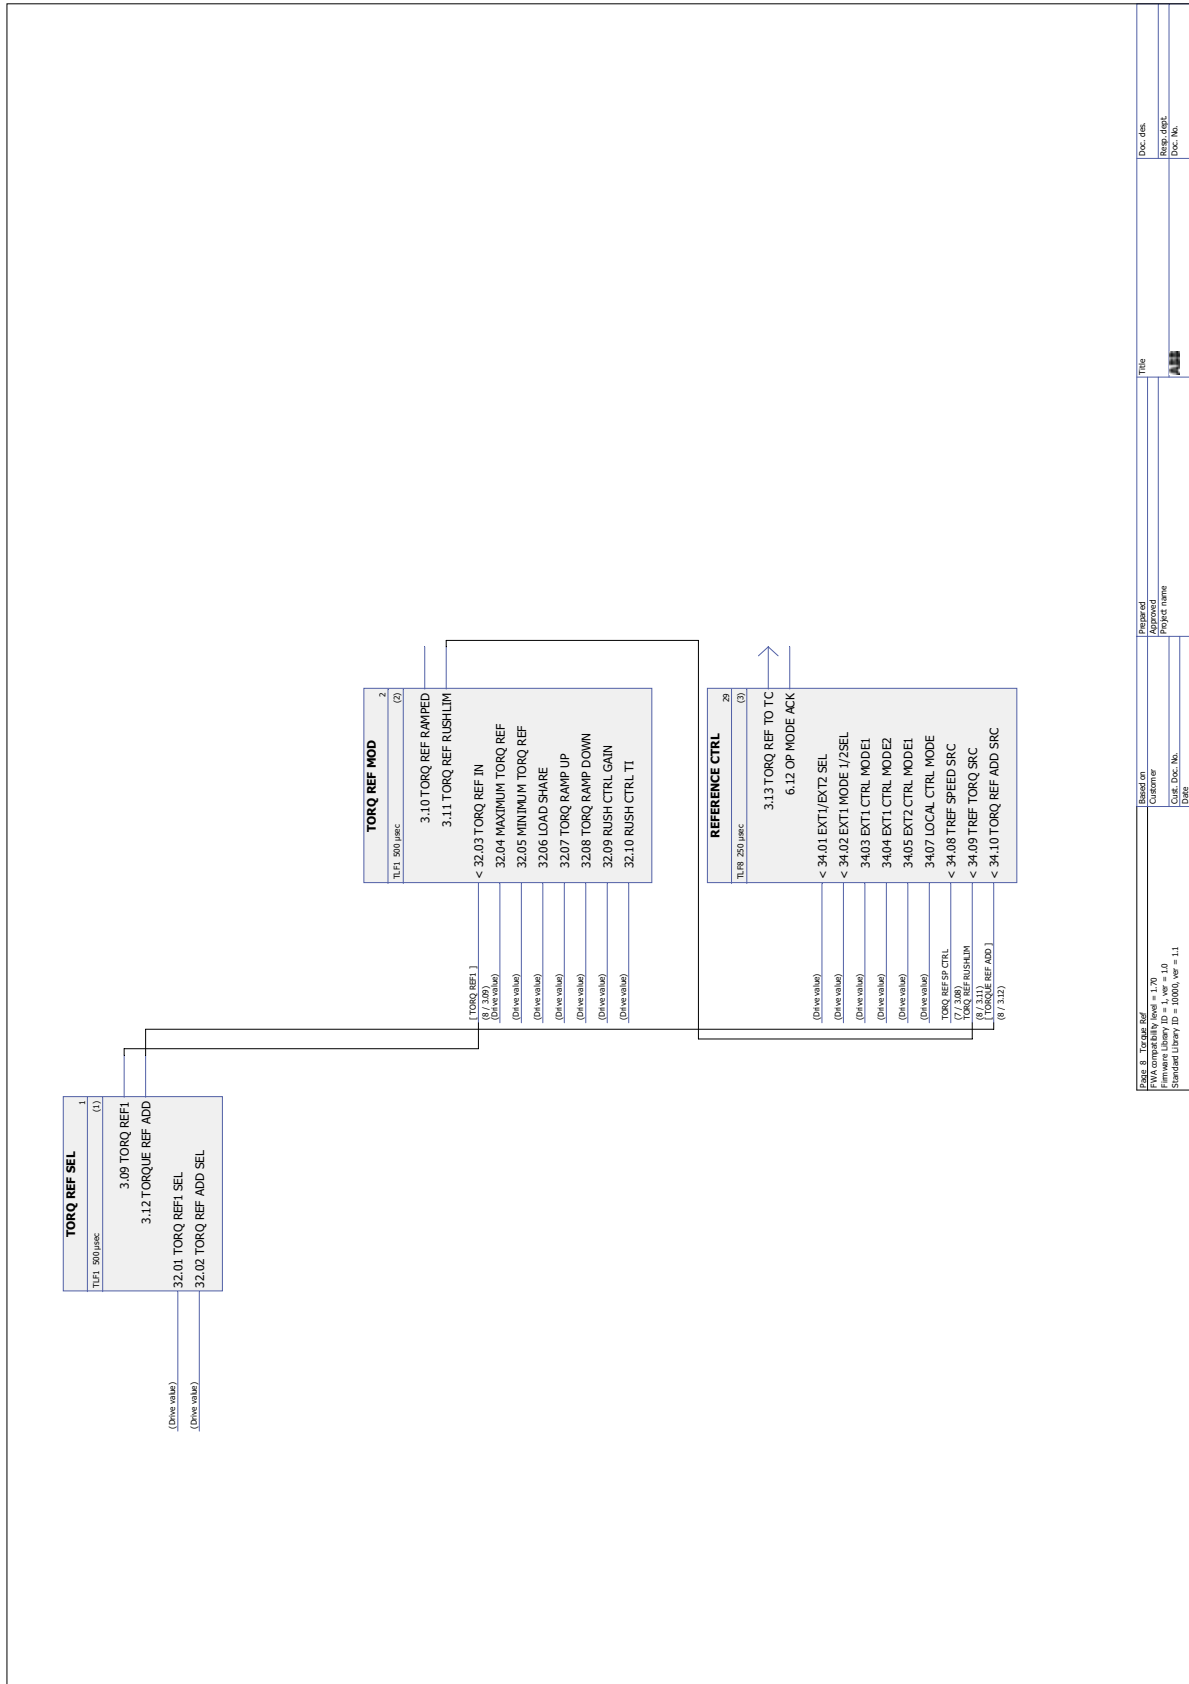 TORQ REF SEL
1
TLF1 500 µsec
(1)
3.09 TORQ REF1
3.12 TORQUE REF ADD
(Drive value)
32.01 TORQ REF1 SEL
(Drive value)
32.02 TORQ REF ADD SEL
TORQ REF MOD
2
TLF1 500 µsec
(2)
3.10 TORQ REF RAMPED
3.11 TORQ REF RUSHLIM
[ TORQ REF1 ]
(8 / 3.09)
< 32.03 TORQ REF IN
(Drive value)
32.04 MAXIMUM TORQ REF
(Drive value)
32.05 MINIMUM TORQ REF
(Drive value)
32.06 LOAD SHARE
(Drive value)
32.07 TORQ RAMP UP
(Drive value)
32.08 TORQ RAMP DOWN
(Drive value)
32.09 RUSH CTRL GAIN
(Drive value)
32.10 RUSH CTRL TI
REFERENCE CTRL
29
TLF8 250 µsec
(3)
3.13 TORQ REF TO TC
6.12 OP MODE ACK
(Drive value)
< 34.01 EXT1/EXT2 SEL
(Drive value)
< 34.02 EXT1 MODE 1/2SEL
(Drive value)
34.03 EXT1 CTRL MODE1
(Drive value)
34.04 EXT1 CTRL MODE2
(Drive value)
34.05 EXT2 CTRL MODE1
(Drive value)
34.07 LOCAL CTRL MODE
TORQ REF SP CTRL
(7 / 3.08)
< 34.08 TREF SPEED SRC
TORQ REF RUSHLIM
(8 / 3.11)
< 34.09 TREF TORQ SRC
[ TORQUE REF ADD ]
(8 / 3.12)
< 34.10 TORQ REF ADD SRC
Page 8 Torque Ref
FWA compatibility level = 1.70
Firmware Library ID = 1, ver = 1.0
Standard Library ID = 10000, ver = 1.1
Based on
Customer
Cust. Doc. No.
Date
Prepared
Approved
Project name
Title
ABB
Doc. des.
Resp. dept.
Doc. No.